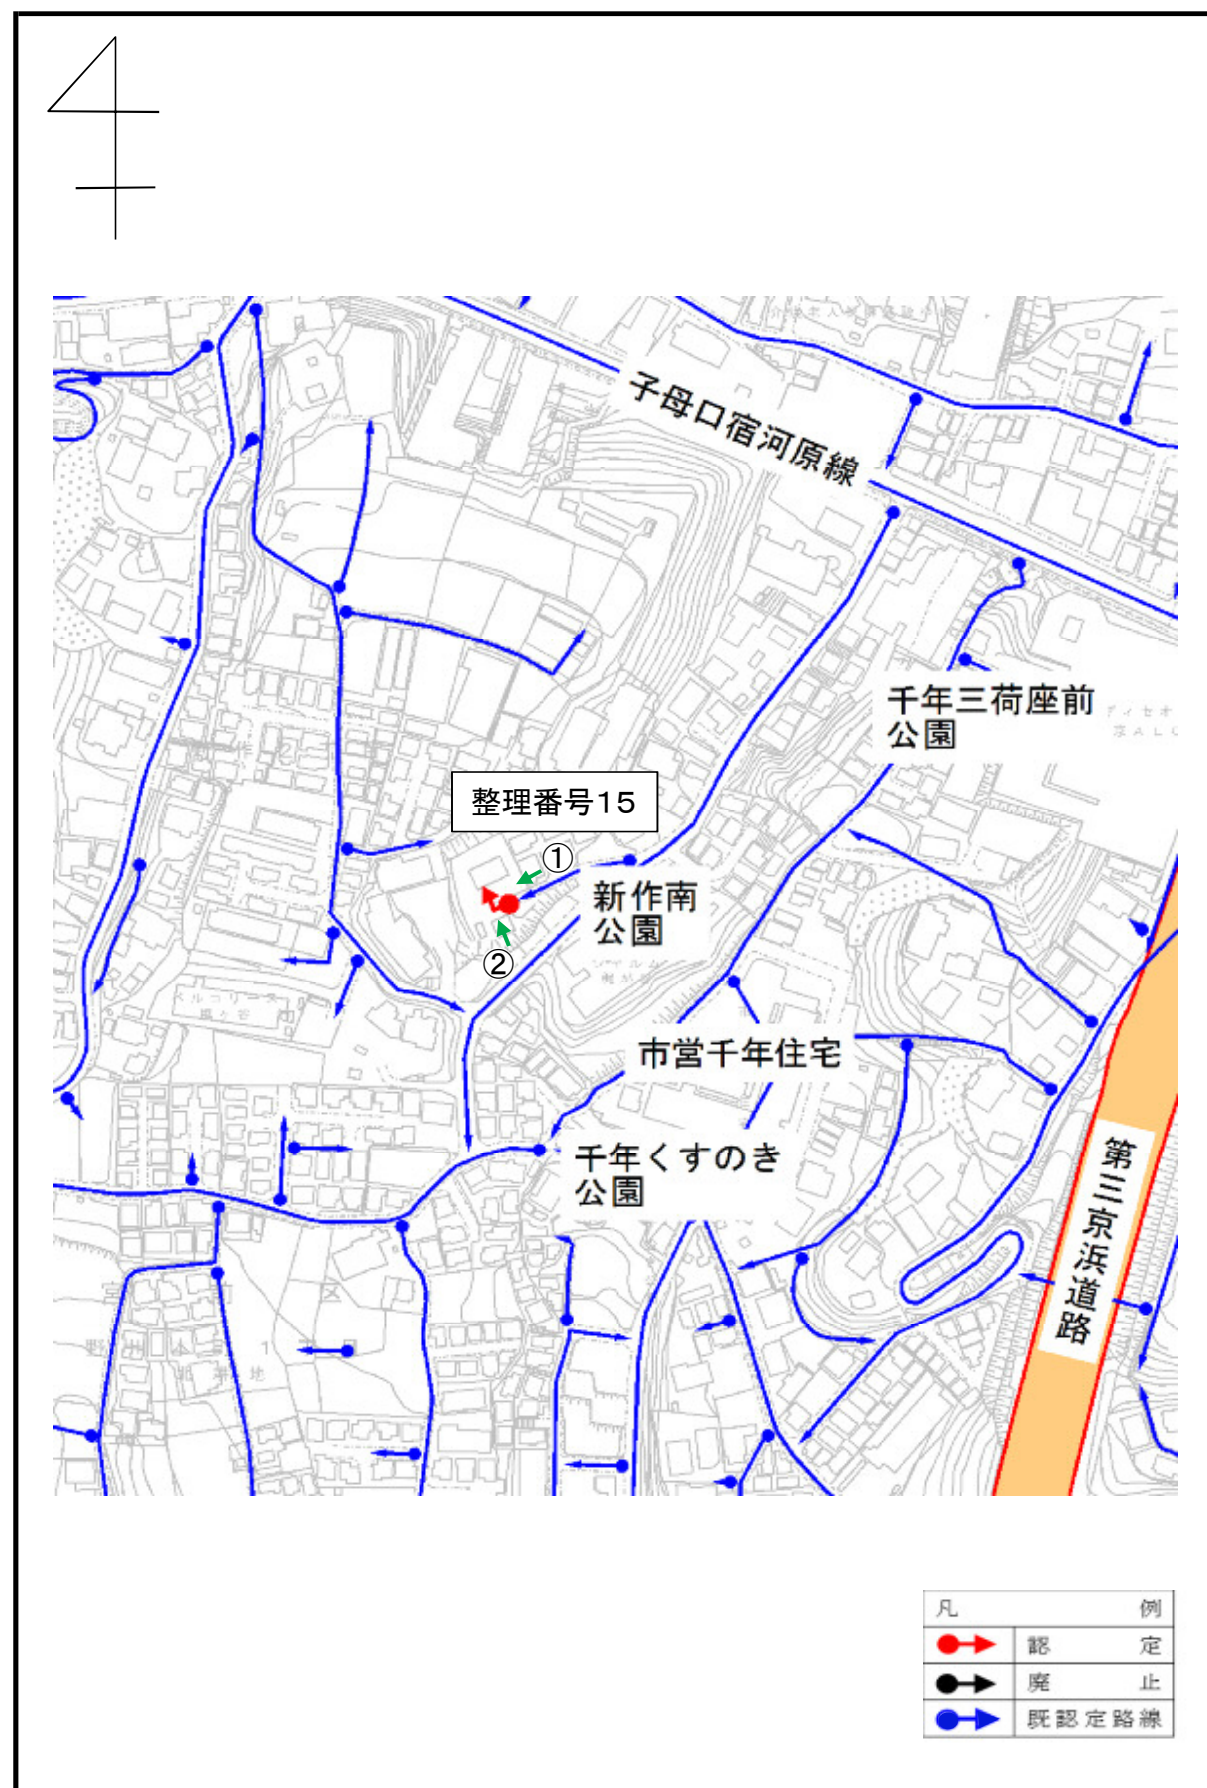 子母口宿河原線
千年三荷座前
公園
整理番号15
①
新作南
公園
②
市営千年住宅
千年くすのき
公園
第三京浜道路
区
凡例
認定
廃止
既認定路線